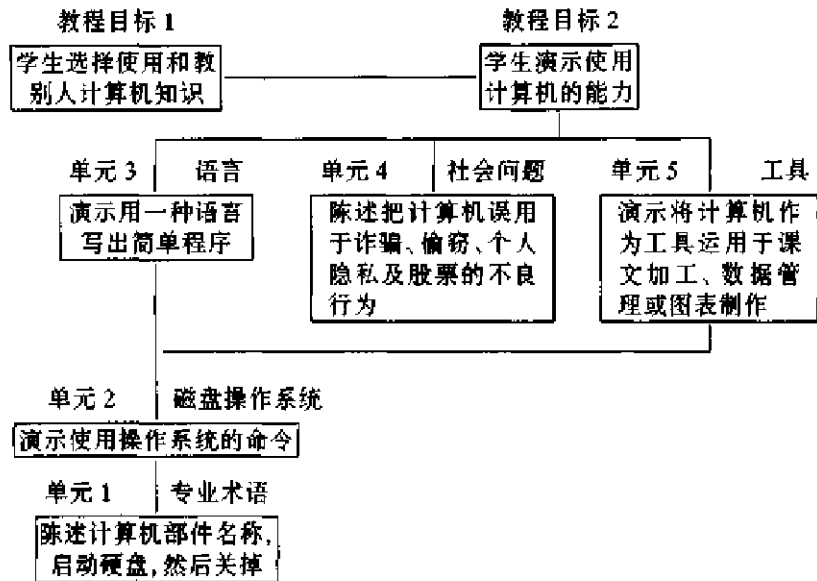 教程目标 1
教程目标 2
学生选择使用和教
别人计算机知识
学生演示使用
计算机的能力
单元 3 语言
单元 4 社会问题
单元 5 工具
演示用一种语言
写出简单程序
陈述把计算机误用
于诈骗、偷窃、个人
隐私及股票的不良
行为
演示将计算机作
为工具运用于课
文加工、数据管
理或图表制作
单元 2 磁盘操作系统
演示使用操作系统的命令
单元 1 专业术语
陈述计算机部件名称,
启动硬盘,然后关掉